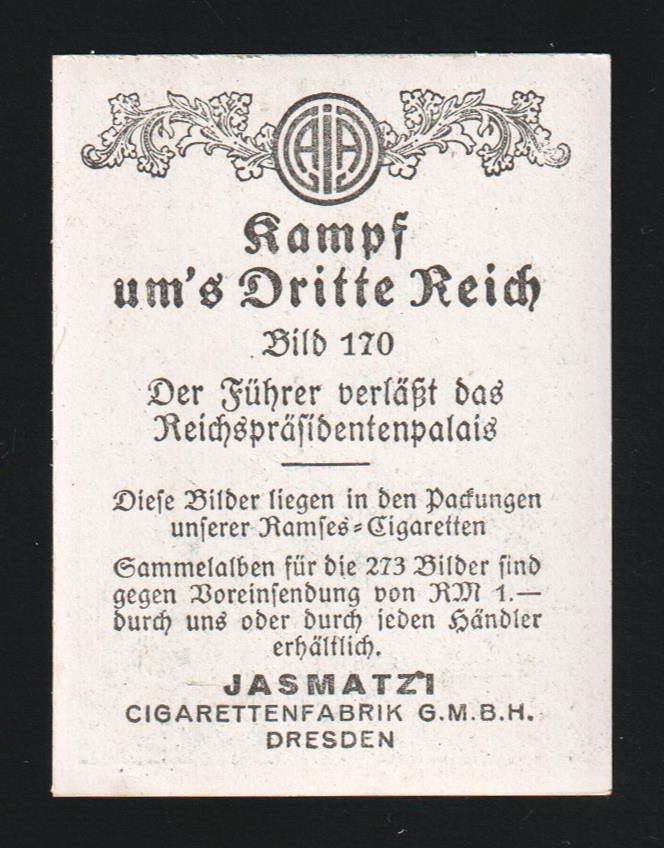 Kampf
um's Dritte Reich
Bild 170
Der Führer verläßt das
Reichspräsidentenpalais
Diese Bilder liegen in den Packungen
unserer Ramses-Cigaretten
Sammelalben für die 273 Bilder sind
gegen Voreinsendung von RM 1.—
durch uns oder durch jeden Händler
erhältlich.
JASMATZI
CIGARETTENFABRIK G.M.B.H.
DRESDEN